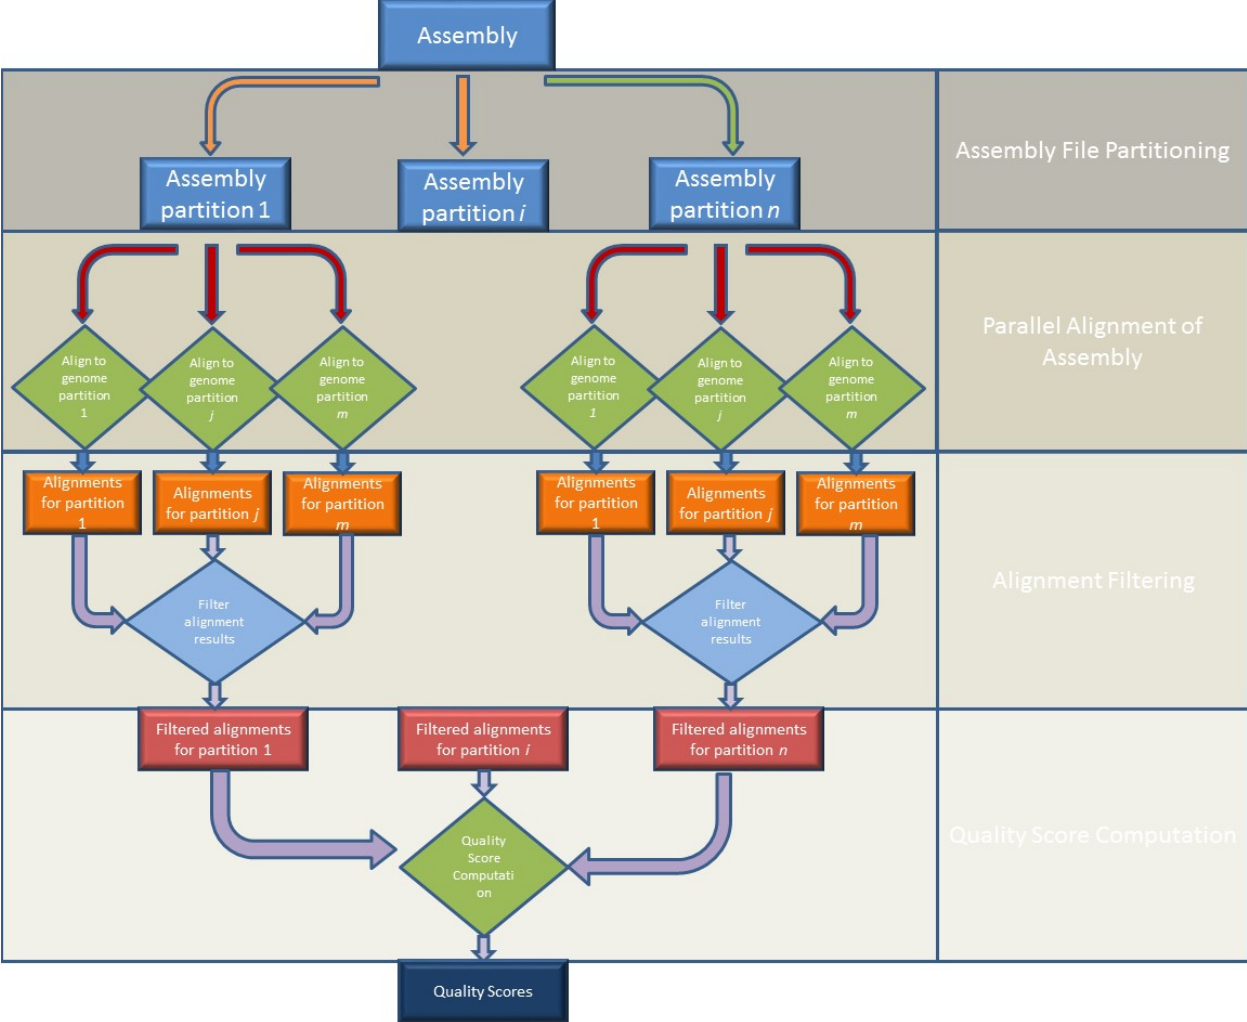 Assembly
Assembly File Partitioning
Assembly
partition 1
Assembly
partition i
Assembly
partition n
Parallel Alignment of
Assembly
Align to
genome
partition
1
Align to
genome
partition
j
Align to
genome
partition
m
Align to
genome
partition
1
Align to
genome
partition
j
Align to
genome
partition
m
Alignments
for partition
1
Alignments
for partition j
Alignments
for partition
m
Alignments
for partition
1
Alignments
for partition j
Alignments
for partition
m
Alignment Filtering
Filter
alignment
results
Filter
alignment
results
Filtered alignments
for partition 1
Filtered alignments
for partition i
Filtered alignments
for partition n
Quality Score Computation
Quality
Score
Computati
on
Quality Scores